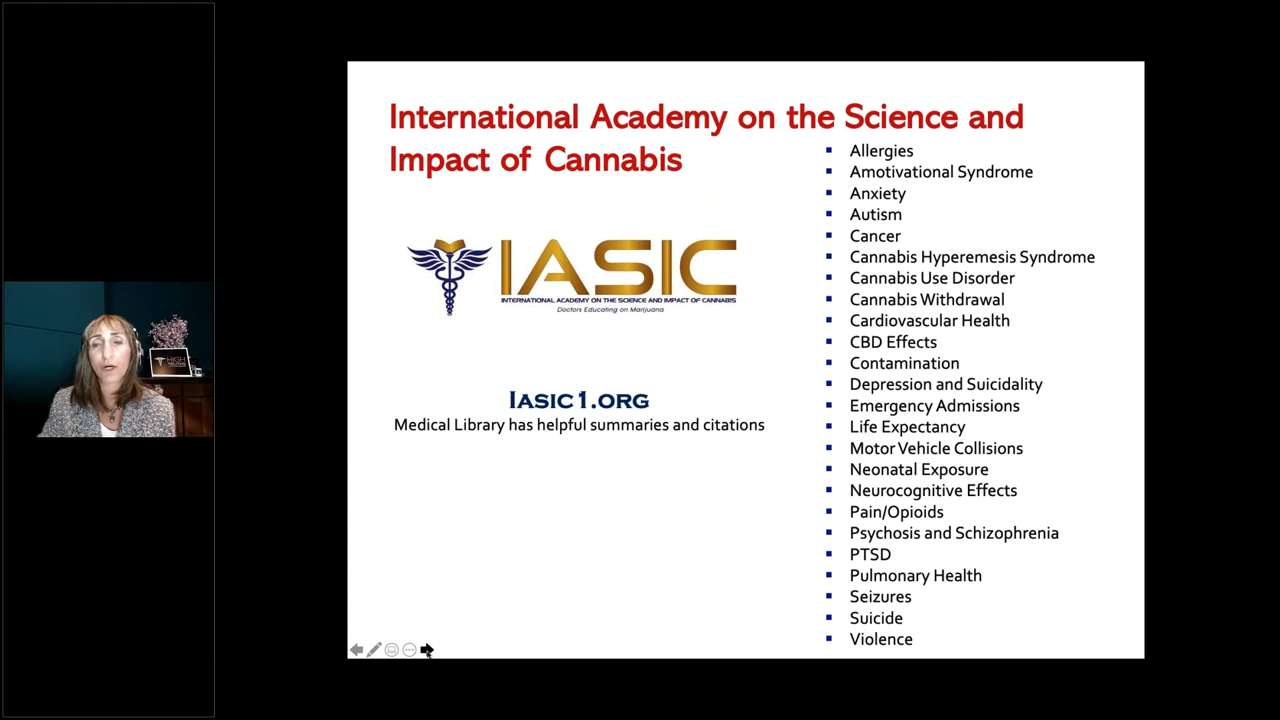 International Academy on the Science and
Impact of Cannabis
IASIC
INTERNATIONAL ACADEMY ON THE SCIENCE AND IMPACT OF CANNABIS
Doctors Educating on Marijuana
IASIC1.ORG
Medical Library has helpful summaries and citations
Allergies
Amotivational Syndrome
Anxiety
Autism
Cancer
Cannabis Hyperemesis Syndrome
Cannabis Use Disorder
Cannabis Withdrawal
Cardiovascular Health
CBD Effects
Contamination
Depression and Suicidality
Emergency Admissions
Life Expectancy
Motor Vehicle Collisions
Neonatal Exposure
Neurocognitive Effects
Pain/Opioids
Psychosis and Schizophrenia
PTSD
Pulmonary Health
Seizures
Suicide
Violence
HIGH